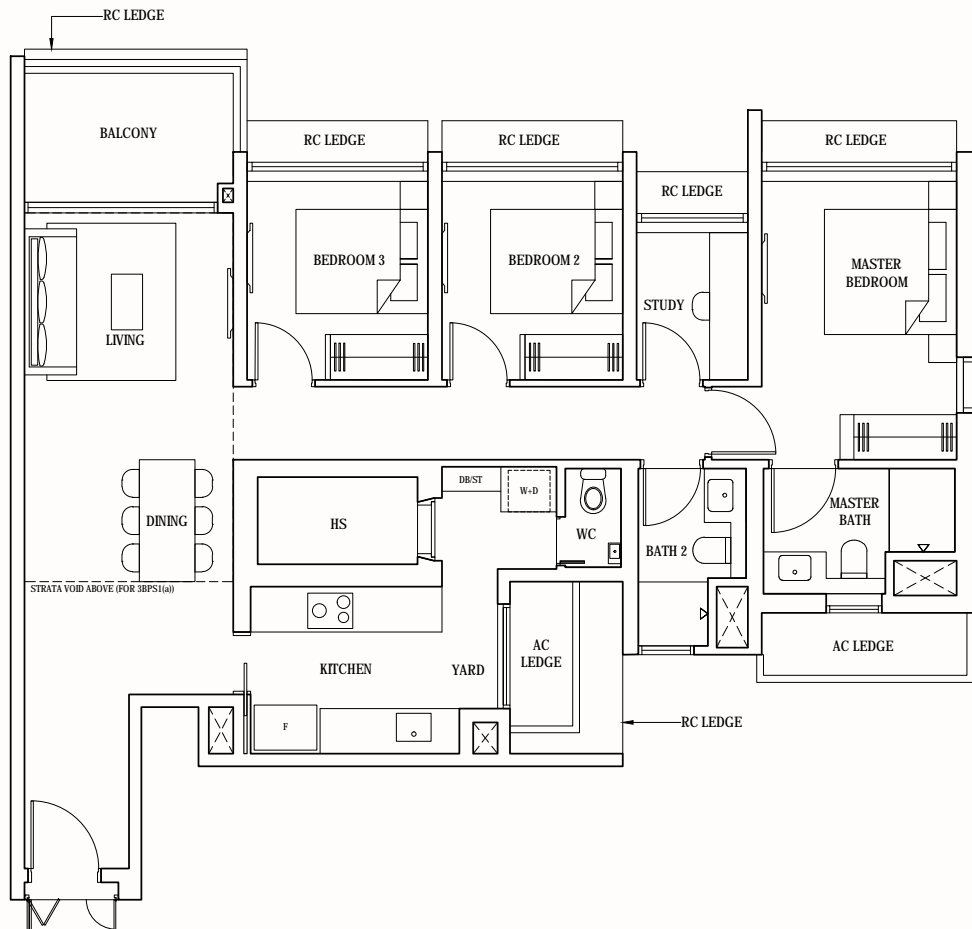 RC LEDGE
BALCONY
RC LEDGE
RC LEDGE
RC LEDGE
RC LEDGE
BEDROOM 3
BEDROOM 2
MASTER
BEDROOM
STUDY
LIVING
DB/ST
W+D
HS
DINING
WC
BATH 2
MASTER
BATH
STRATA VOID ABOVE (FOR 3BPS1(a))
KITCHEN
YARD
AC
LEDGE
AC LEDGE
F
RC LEDGE